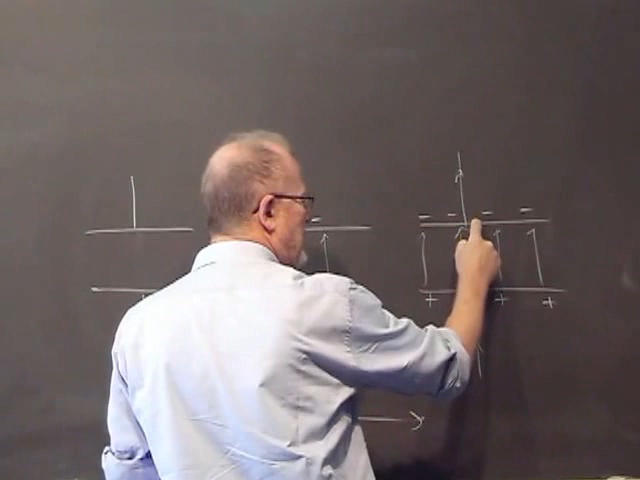 - - - -
+ + +